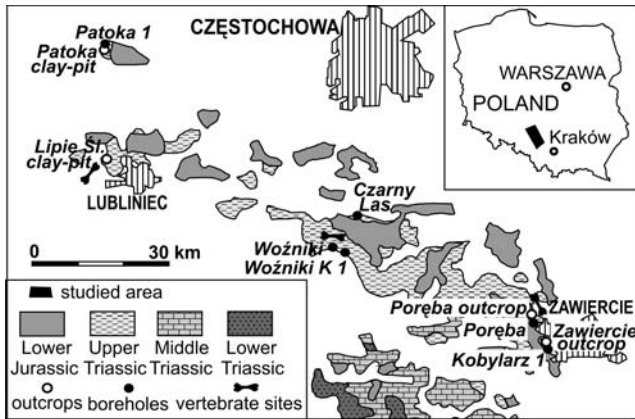 Patoka 1
Patoka
clay-pit
CZĘSTOCHOWA
WARSZAWA
POLAND
Kraków
Lipie Śl.
clay-pit
LUBLINIEC
Czarny
Las
0 30 km
Woźniki
Woźniki K 1
studied area
Lower Jurassic
Upper Triassic
Middle Triassic
Lower Triassic
outcrops
boreholes
vertebrate sites
Poręba outcrop
ZAWIERCIE
Poręba
Zawiercie
outcrop
Kobylarz 1